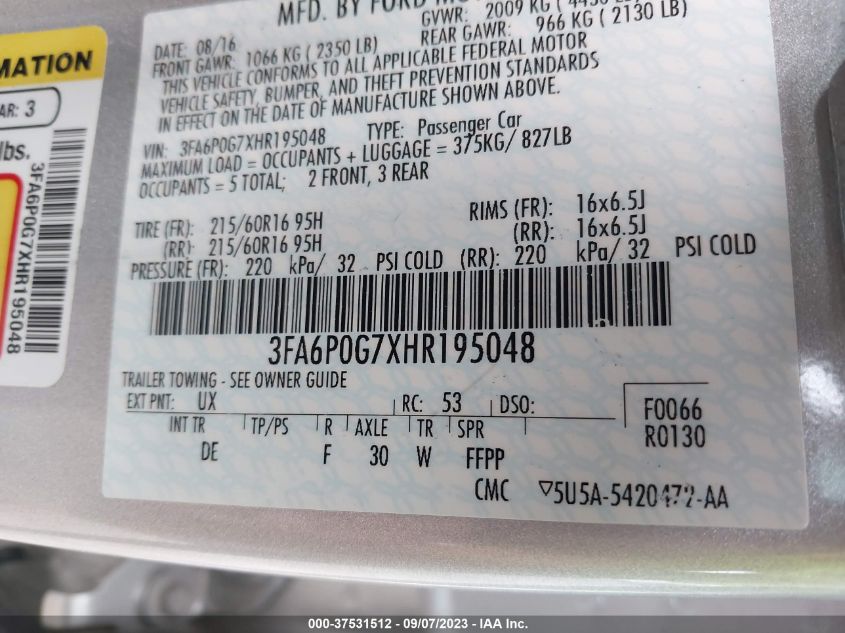 MFD. BY FORD MO
GVWR: 2009 KG
DATE: 08/16
REAR GAWR: 966 KG ( 2130 LB)
FRONT GAWR: 1066 KG ( 2350 LB)
THIS VEHICLE CONFORMS TO ALL APPLICABLE FEDERAL MOTOR
VEHICLE SAFETY, BUMPER, AND THEFT PREVENTION STANDARDS
IN EFFECT ON THE DATE OF MANUFACTURE SHOWN ABOVE.
VIN: 3FA6P0G7XHR195048 TYPE: Passenger Car
MAXIMUM LOAD = OCCUPANTS + LUGGAGE = 375KG/ 827LB
OCCUPANTS = 5 TOTAL; 2 FRONT, 3 REAR
TIRE (FR): 215/60R16 95H RIMS (FR): 16x6.5J
(RR): 215/60R16 95H (RR): 16x6.5J
PRESSURE (FR): 220 kPa/ 32 PSI COLD (RR): 220 kPa/ 32 PSI COLD
3FA6P0G7XHR195048
TRAILER TOWING - SEE OWNER GUIDE
EXT PNT: UX RC: 53 DSO:
INT TR TP/PS R AXLE TR SPR
DE F 30 W FFPP
F0066
R0130
CMC 5U5A-5420472-AA
MATION
AR: 3
lbs.
3FA6P0G7XHR195048
000-37531512 - 09/07/2023 - IAA Inc.